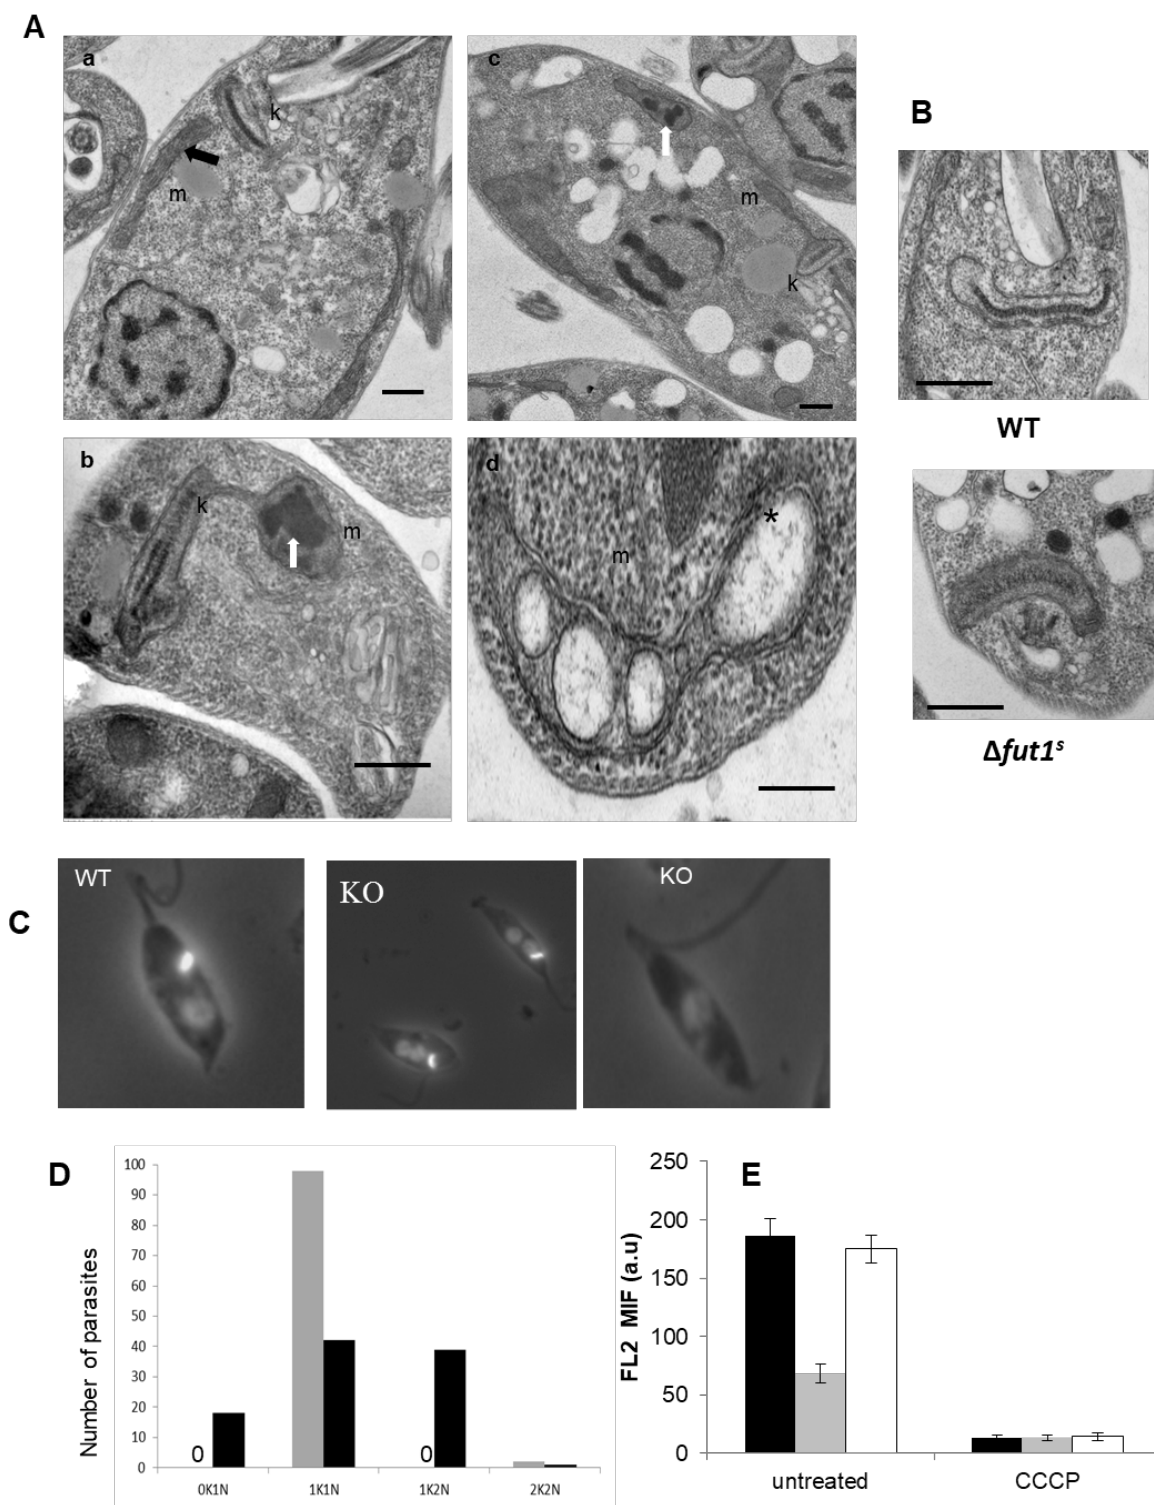 A
a
k
m
c
m
k
B
WT
b
k
m
d
*
m
Δfut1ˢ
C
WT
KO
KO
D
Number of parasites
100
90
80
70
60
50
40
30
20
10
0
0
0
0K1N
1K1N
1K2N
2K2N
E
FL2 MIF (a.u)
250
200
150
100
50
0
untreated
CCCP